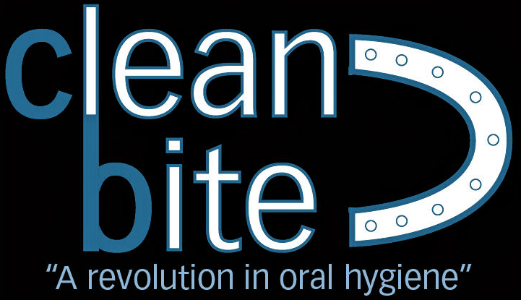 clean
bite
“A revolution in oral hygiene”